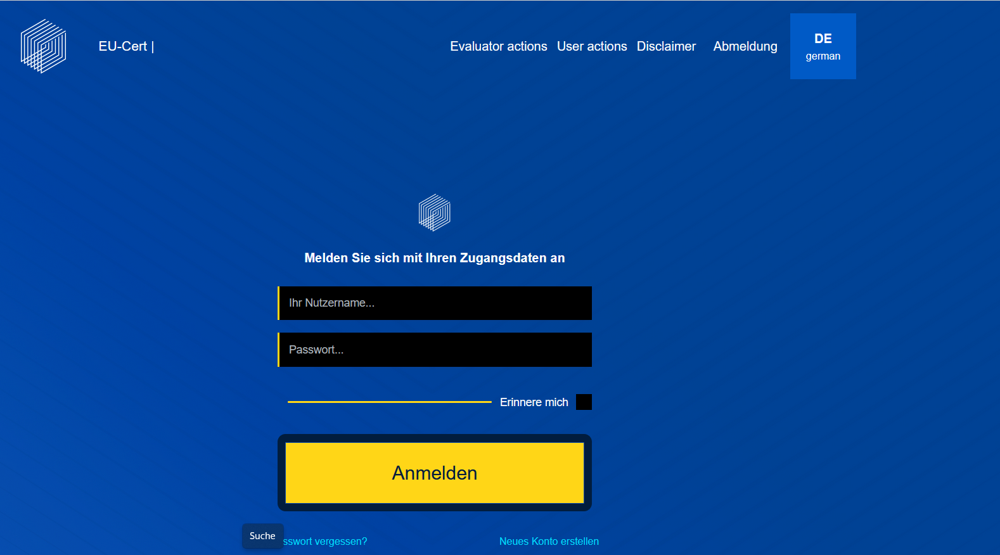 EU-Cert |
Evaluator actions User actions Disclaimer Abmeldung
DE
german
Melden Sie sich mit Ihren Zugangsdaten an
Ihr Nutzername...
Passwort...
Erinnere mich
Anmelden
Suche
sswort vergessen?
Neues Konto erstellen